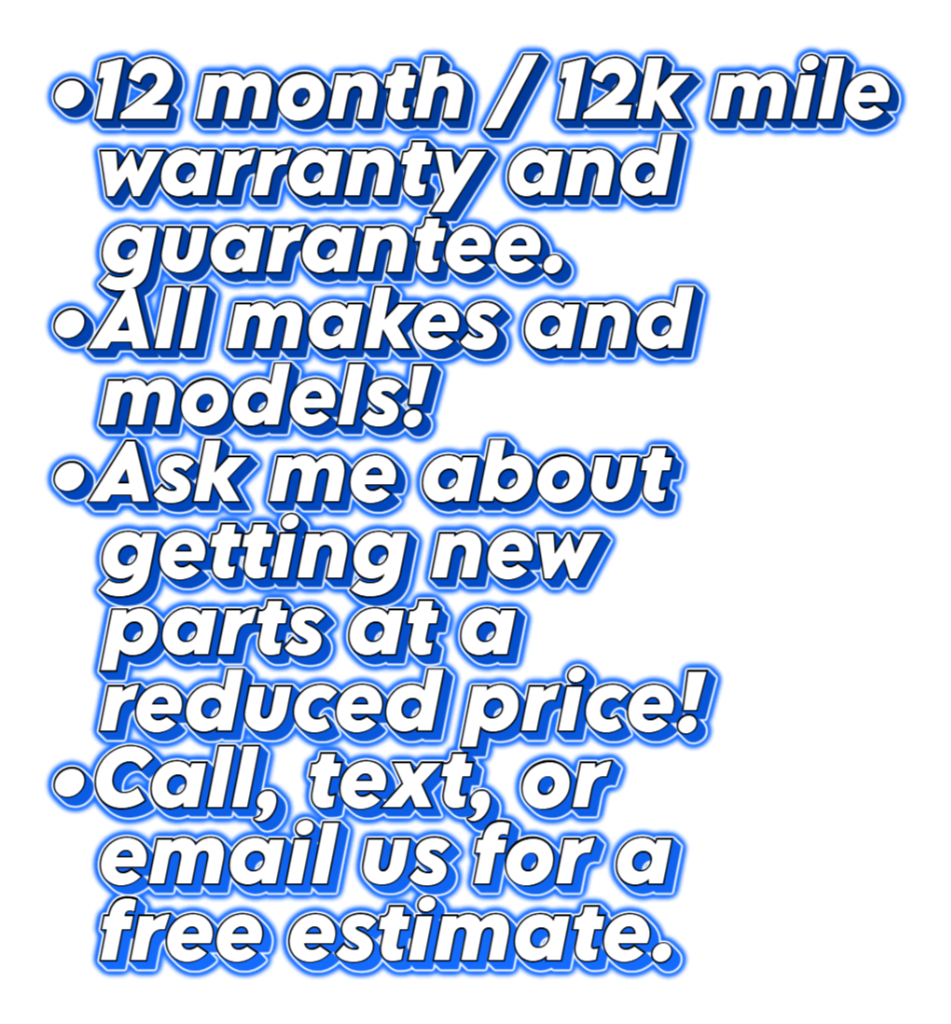 •12 month / 12k mile
warranty and
guarantee.
•All makes and
models!
•Ask me about
getting new
parts at a
reduced price!
•Call, text, or
email us for a
free estimate.